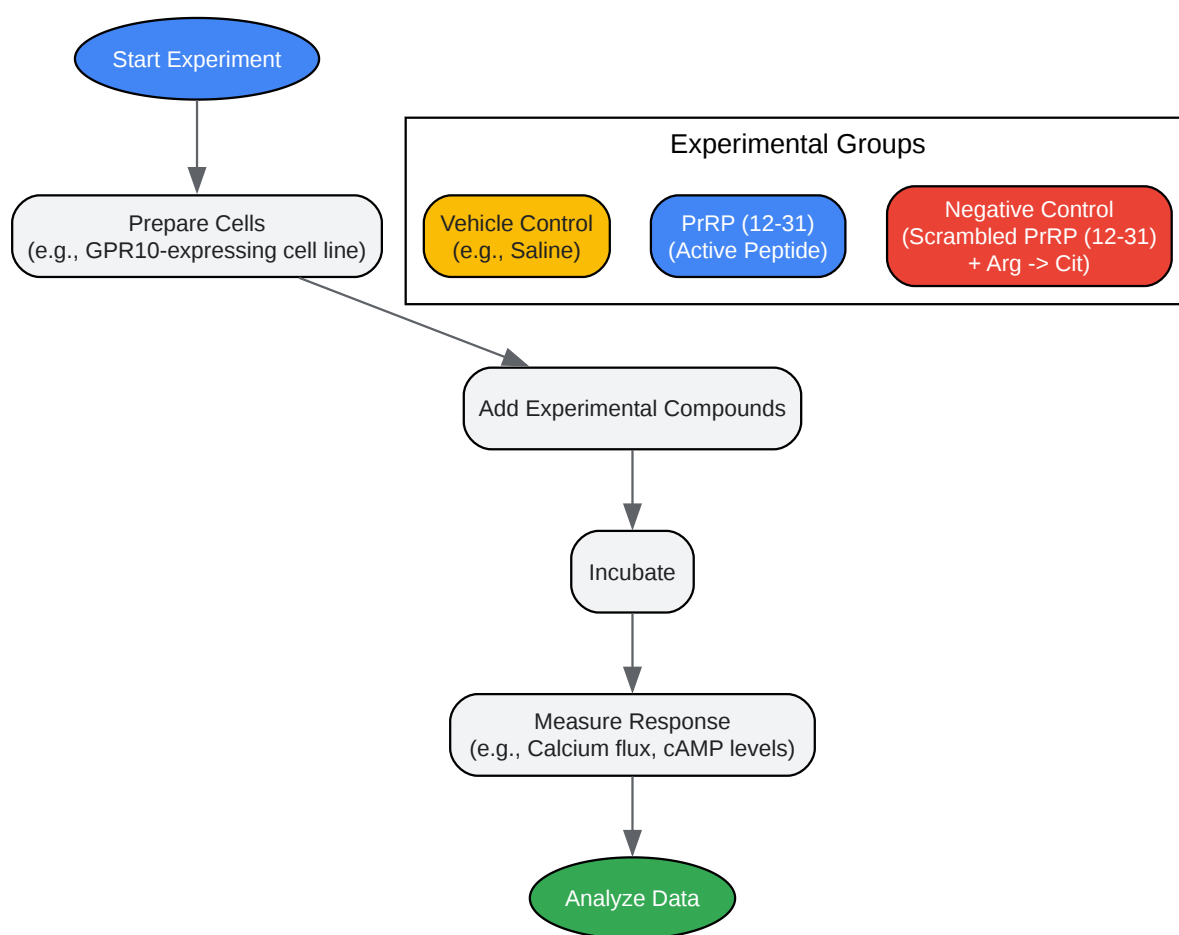 Start Experiment
Experimental Groups
Prepare Cells
(e.g., GPR10-expressing cell line)
Vehicle Control
(e.g., Saline)
PrRP (12-31)
(Active Peptide)
Negative Control
(Scrambled PrRP (12-31)
+ Arg -> Cit)
Add Experimental Compounds
Incubate
Measure Response
(e.g., Calcium flux, cAMP levels)
Analyze Data